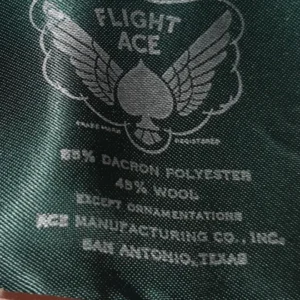 FLIGHT
ACE
TRADE MARK REGISTERED
55% DACRON POLYESTER
45% WOOL
EXCEPT ORNAMENTATIONS
ACE MANUFACTURING CO., INC.
SAN ANTONIO, TEXAS